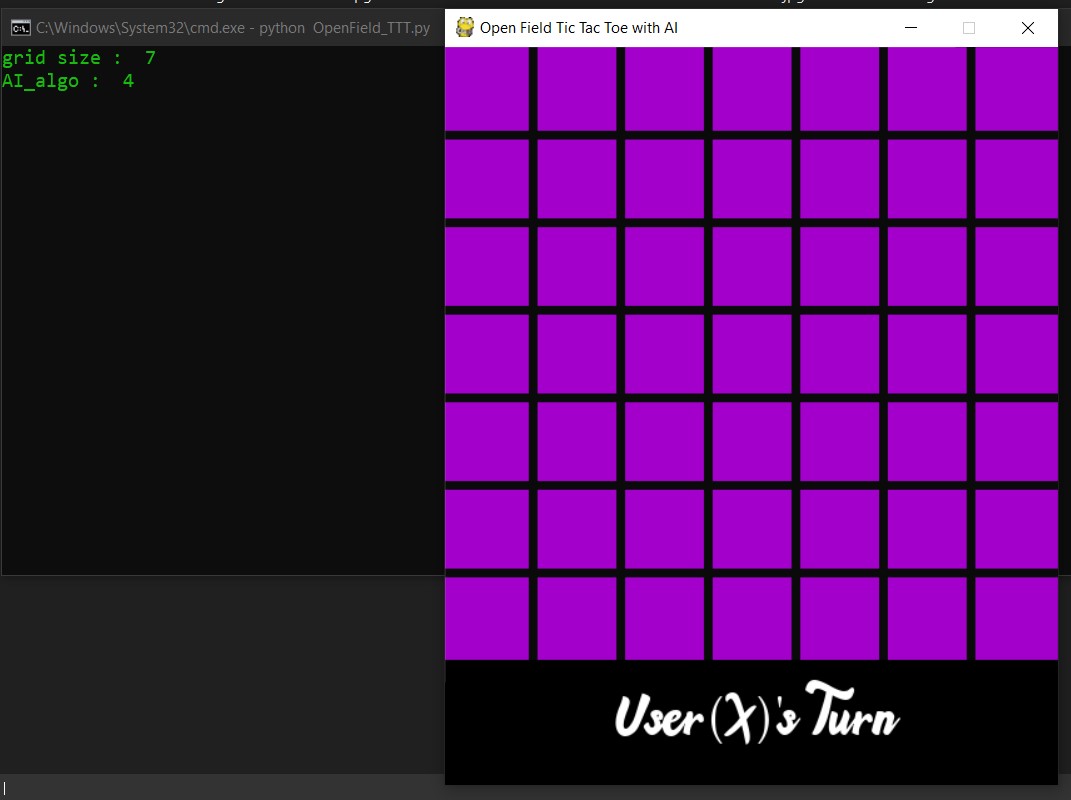 C:\Windows\System32\cmd.exe - python  OpenField_TTT.py
grid size :  7
AI_algo :  4
Open Field Tic Tac Toe with AI
User(X)'s Turn